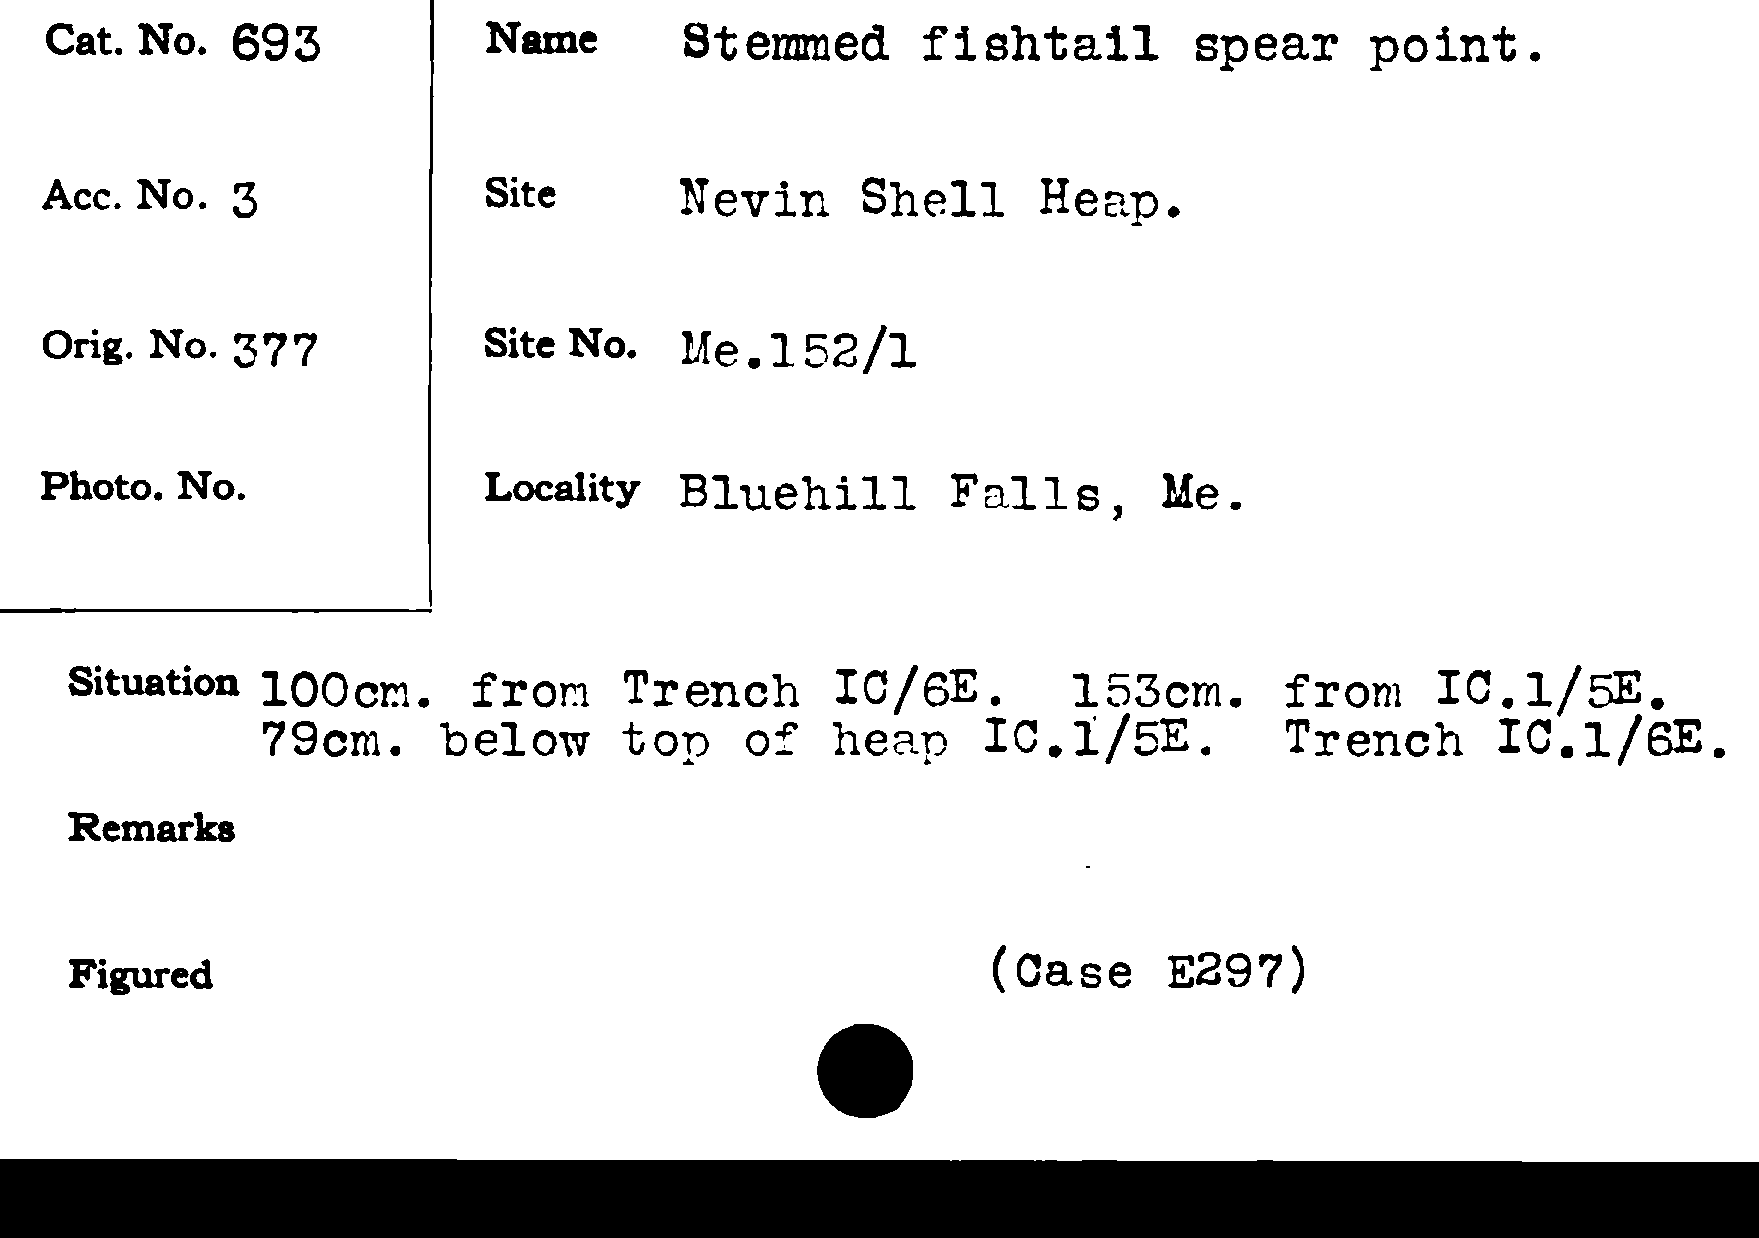 Cat. No. 693
Name Stemmed fishtail spear point.
Acc. No. 3
Site Nevin Shell Heap.
Orig. No. 377
Site No. Me.152/1
Photo. No.
Locality Bluehill Falls, Me.
Situation 100cm. from Trench IC/6E. 153cm. from IC.1/5E.
79cm. below top of heap IC.1/5E. Trench IC.1/6E.
Remarks
Figured (Case E297)